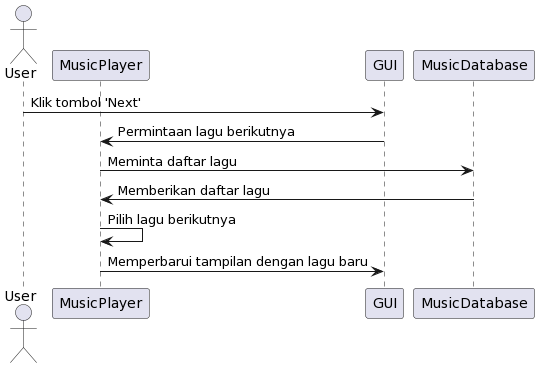 User
MusicPlayer
GUI
MusicDatabase
Klik tombol 'Next'
Permintaan lagu berikutnya
Meminta daftar lagu
Memberikan daftar lagu
Pilih lagu berikutnya
Memperbarui tampilan dengan lagu baru
User
MusicPlayer
GUI
MusicDatabase